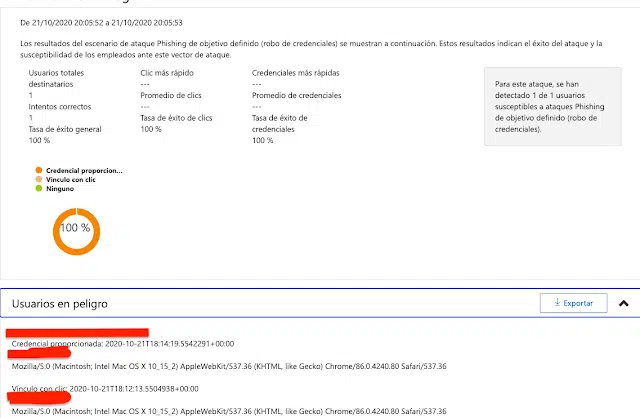 De 21/10/2020 20:05:52 a 21/10/2020 20:05:53
Los resultados del escenario de ataque Phishing de objetivo definido (robo de credenciales) se muestran a continuación. Estos resultados indican el éxito del ataque y la
susceptibilidad de los empleados ante este vector de ataque.
Usuarios totales
destinatarios
1
Intentos correctos
1
Tasa de éxito general
100 %
Clic más rápido
---
Promedio de clics
---
Tasa de éxito de clics
100 %
Credenciales más rápidas
---
Promedio de credenciales
---
Tasa de éxito de
credenciales
100 %
Para este ataque, se han
detectado 1 de 1 usuarios
susceptibles a ataques Phishing
de objetivo definido (robo de
credenciales).
Credencial proporcion...
Vínculo con clic
Ninguno
100 %
Usuarios en peligro
Exportar
Credencial proporcionada: 2020-10-21T18:14:19.5542291+00:00
Mozilla/5.0 (Macintosh; Intel Mac OS X 10_15_2) AppleWebKit/537.36 (KHTML, like Gecko) Chrome/86.0.4240.80 Safari/537.36
Vínculo con clic: 2020-10-21T18:12:13.5504938+00:00
Mozilla/5.0 (Macintosh; Intel Mac OS X 10_15_2) AppleWebKit/537.36 (KHTML, like Gecko) Chrome/86.0.4240.80 Safari/537.36